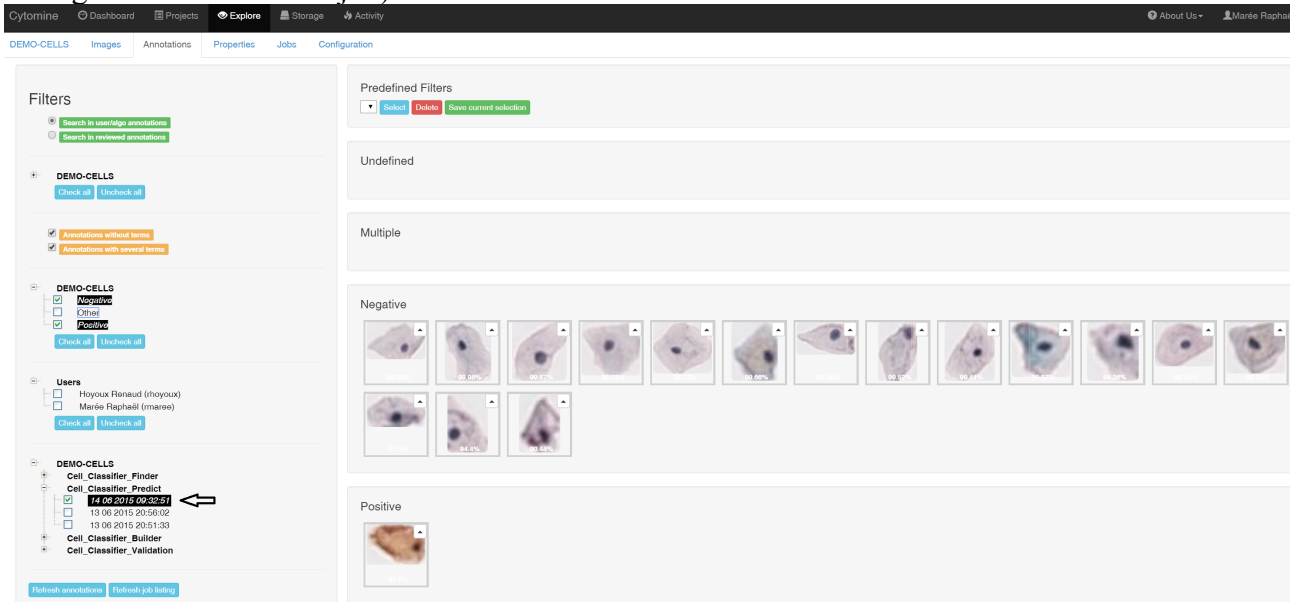 Cytomine Dashboard Projects Explore Storage Activity About Us Marée Raphaë
DEMO-CELLS Images Annotations Properties Jobs Configuration
Filters
Search in user/algo annotations
Search in reviewed annotations
DEMO-CELLS
Check all Uncheck all
Annotations without terms
Annotations with several terms
DEMO-CELLS
Negative
Other
Positive
Check all Uncheck all
Users
Hoyoux Renaud (rhoyoux)
Marée Raphaël (rmaree)
Check all Uncheck all
DEMO-CELLS
Cell_Classifier_Finder
Cell_Classifier_Predict
14 06 2015 09:32:51
13 06 2015 20:56:02
13 06 2015 20:51:33
Cell_Classifier_Builder
Cell_Classifier_Validation
Refresh annotations Refresh job listing
Predefined Filters
Select Delete Save current selection
Undefined
Multiple
Negative
94.4%
Positive